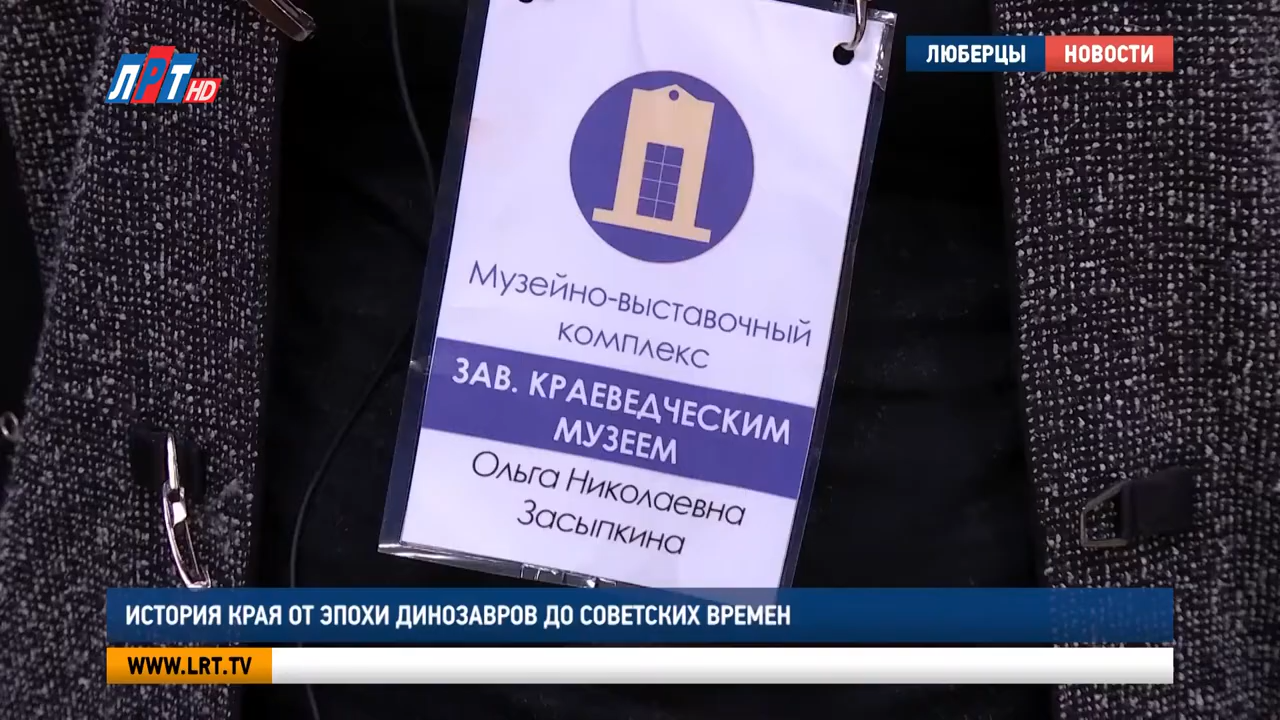 ЛРТ HD
ЛЮБЕРЦЫ НОВОСТИ
Музейно-выставочный
комплекс
ЗАВ. КРАЕВЕДЧЕСКИМ
МУЗЕЕМ
Ольга Николаевна
Засыпкина
ИСТОРИЯ КРАЯ ОТ ЭПОХИ ДИНОЗАВРОВ ДО СОВЕТСКИХ ВРЕМЕН
WWW.LRT.TV